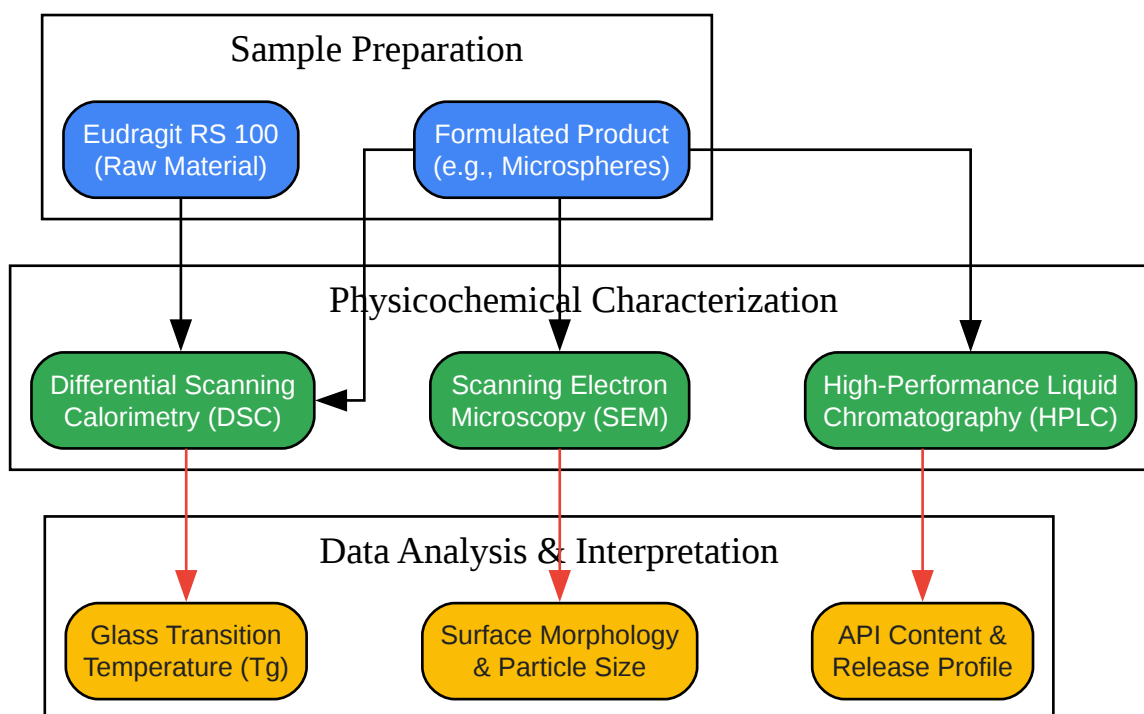 Sample Preparation
Eudragit RS 100
(Raw Material)
Formulated Product
(e.g., Microspheres)
Physicochemical Characterization
Differential Scanning
Calorimetry (DSC)
Scanning Electron
Microscopy (SEM)
High-Performance Liquid
Chromatography (HPLC)
Data Analysis & Interpretation
Glass Transition
Temperature (Tg)
Surface Morphology
& Particle Size
API Content &
Release Profile